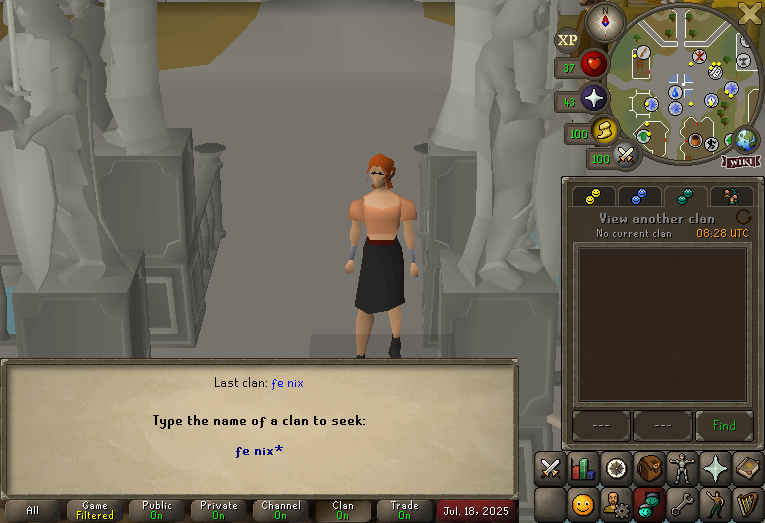 N
XP
37
43
100
100
WIKI
View another clan
No current clan 08:28 UTC
Last clan: fe nix
Type the name of a clan to seek:
fe nix*
--- --- Find
All
Game
Filtered
Public
On
Private
On
Channel
On
Clan
On
Trade
On
Jul. 18, 2025